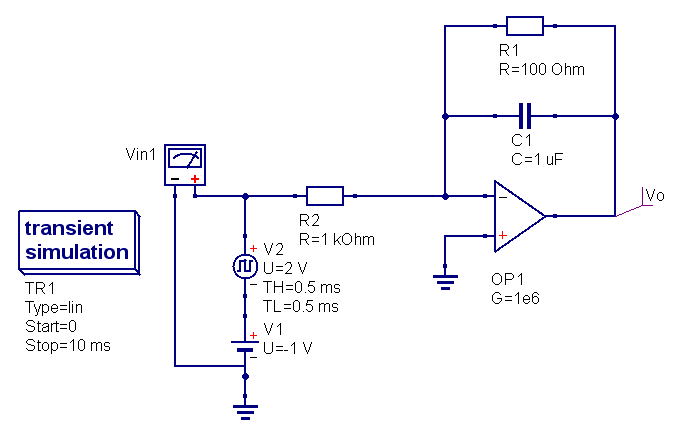 R1
R=100 Ohm
C1
C=1 uF
Vin1
− +
R2
R=1 kOhm
−
+
Vo
OP1
G=1e6
transient
simulation
TR1
Type=lin
Start=0
Stop=10 ms
+
V2
U=2 V
TH=0.5 ms
TL=0.5 ms
−
+
V1
U=-1 V
−